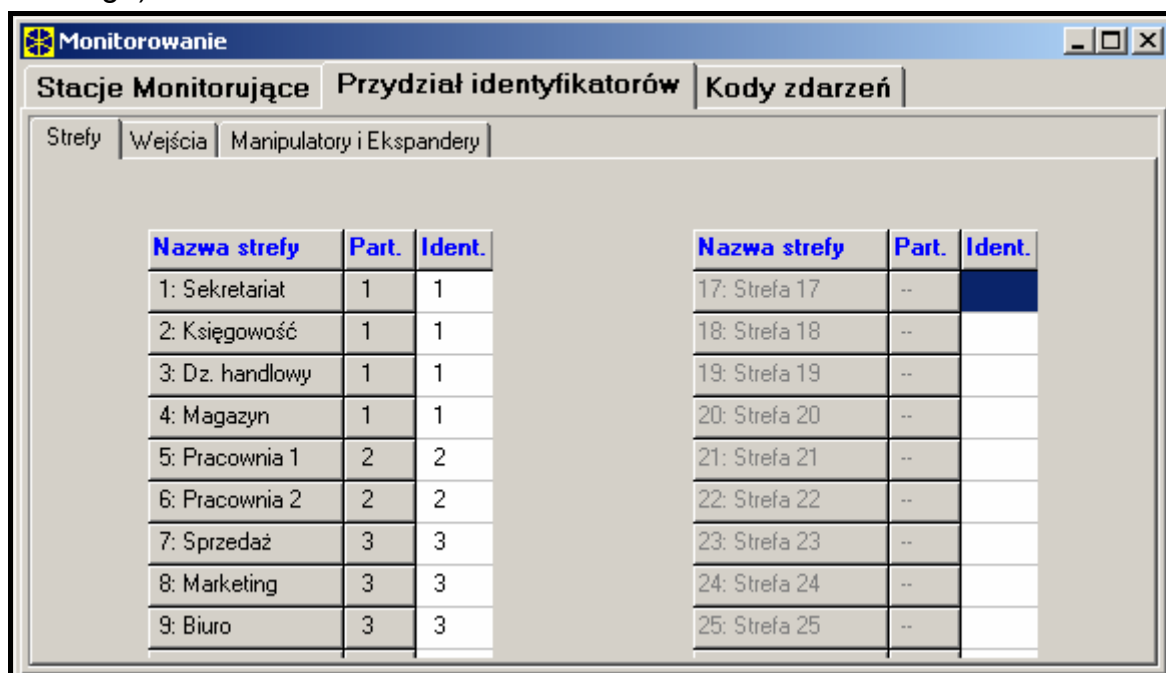 Monitorowanie
Stacje Monitorujące Przydział identyfikatorów Kody zdarzeń
Strefy Wejścia Manipulatory i Ekspandery
Nazwa strefy Part. Ident. Nazwa strefy Part. Ident.
1: Sekretariat 1 1 17: Strefa 17 --
2: Księgowość 1 1 18: Strefa 18 --
3: Dz. handlowy 1 1 19: Strefa 19 --
4: Magazyn 1 1 20: Strefa 20 --
5: Pracownia 1 2 2 21: Strefa 21 --
6: Pracownia 2 2 2 22: Strefa 22 --
7: Sprzedaż 3 3 23: Strefa 23 --
8: Marketing 3 3 24: Strefa 24 --
9: Biuro 3 3 25: Strefa 25 --